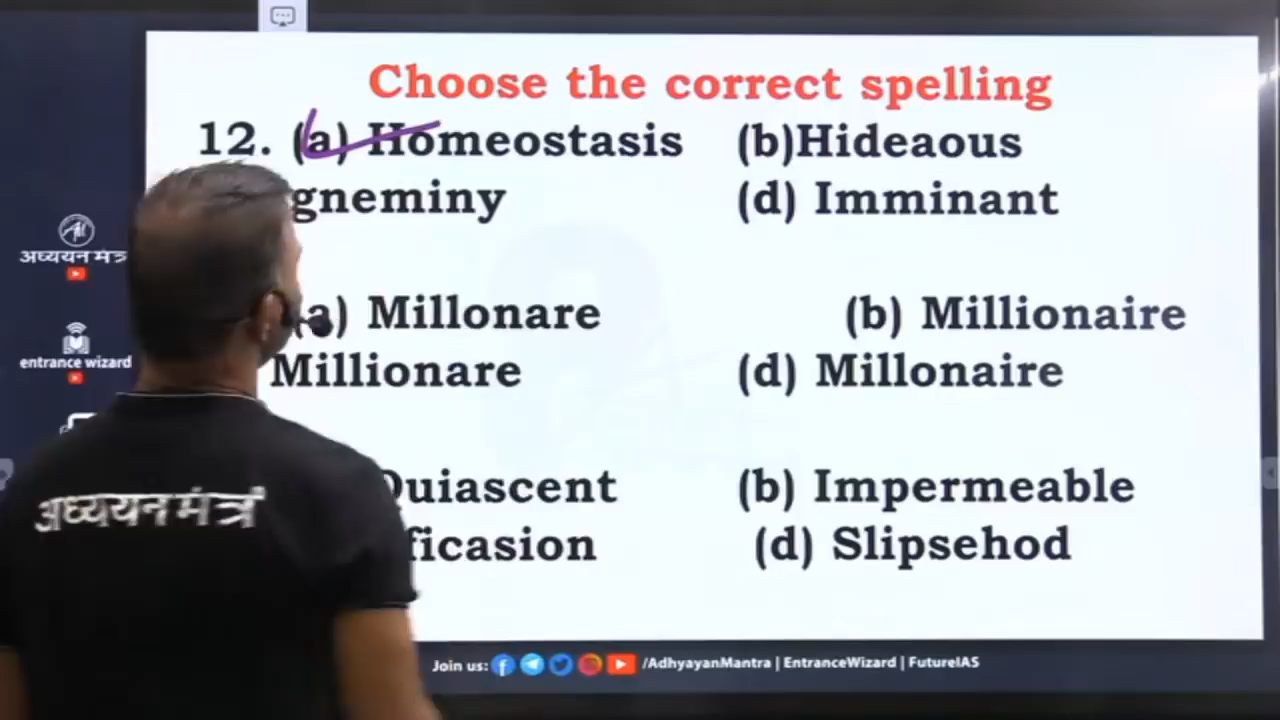 Choose the correct spelling
12. (a) Homeostasis (b)Hideaous
gneminy (d) Imminant
a) Millonare (b) Millionaire
Millionare (d) Millonaire
Quiascent (b) Impermeable
ficasion (d) Slipsehod
अध्ययन मंत्र
entrance wizard
अध्ययन मंत्रं
Join us: /AdhyayanMantra | EntranceWizard | FutureIAS